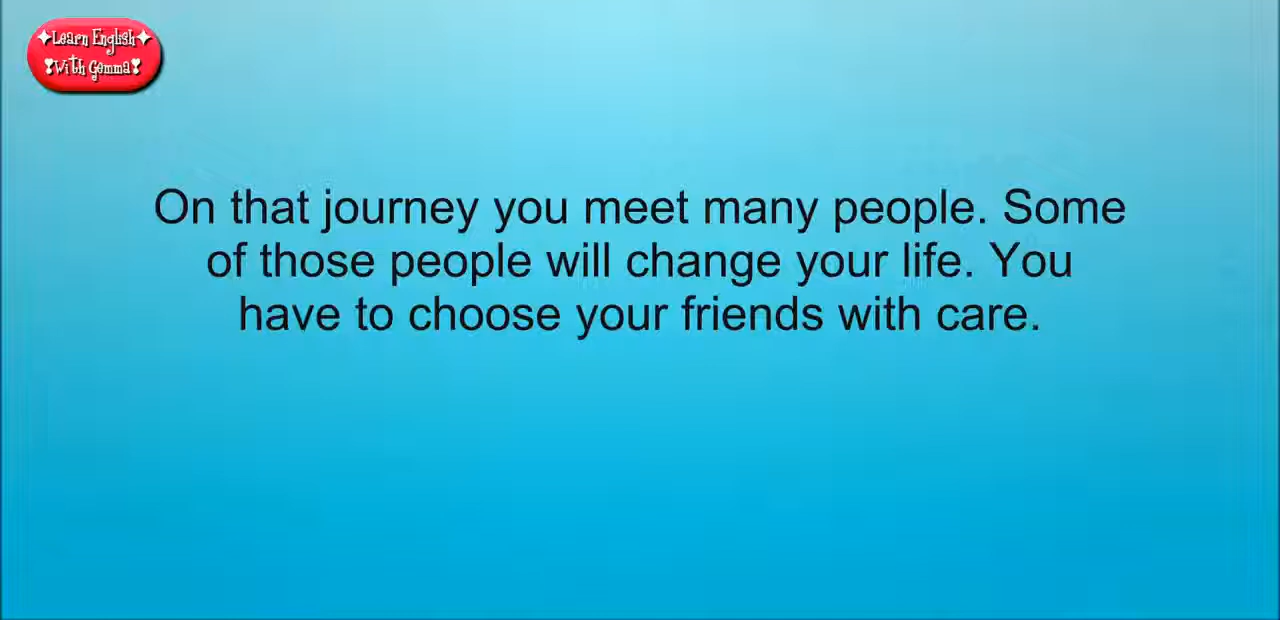 ✦Learn English✦
❣With Gemma❣
On that journey you meet many people. Some
of those people will change your life. You
have to choose your friends with care.